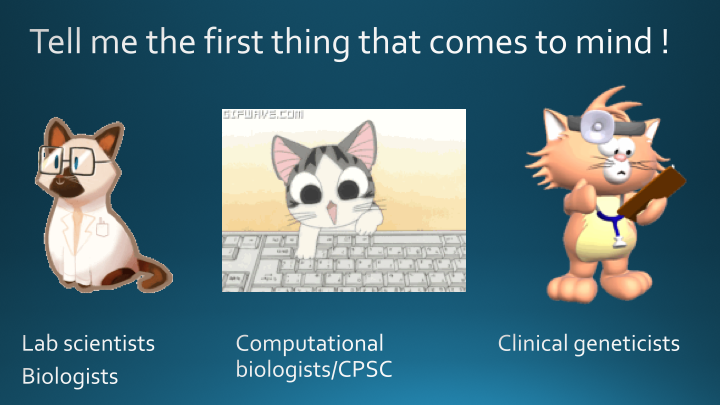 Tell me the first thing that comes to mind !
GIFWAVE.COM
Lab scientists
Biologists
Computational
biologists/CPSC
Clinical geneticists